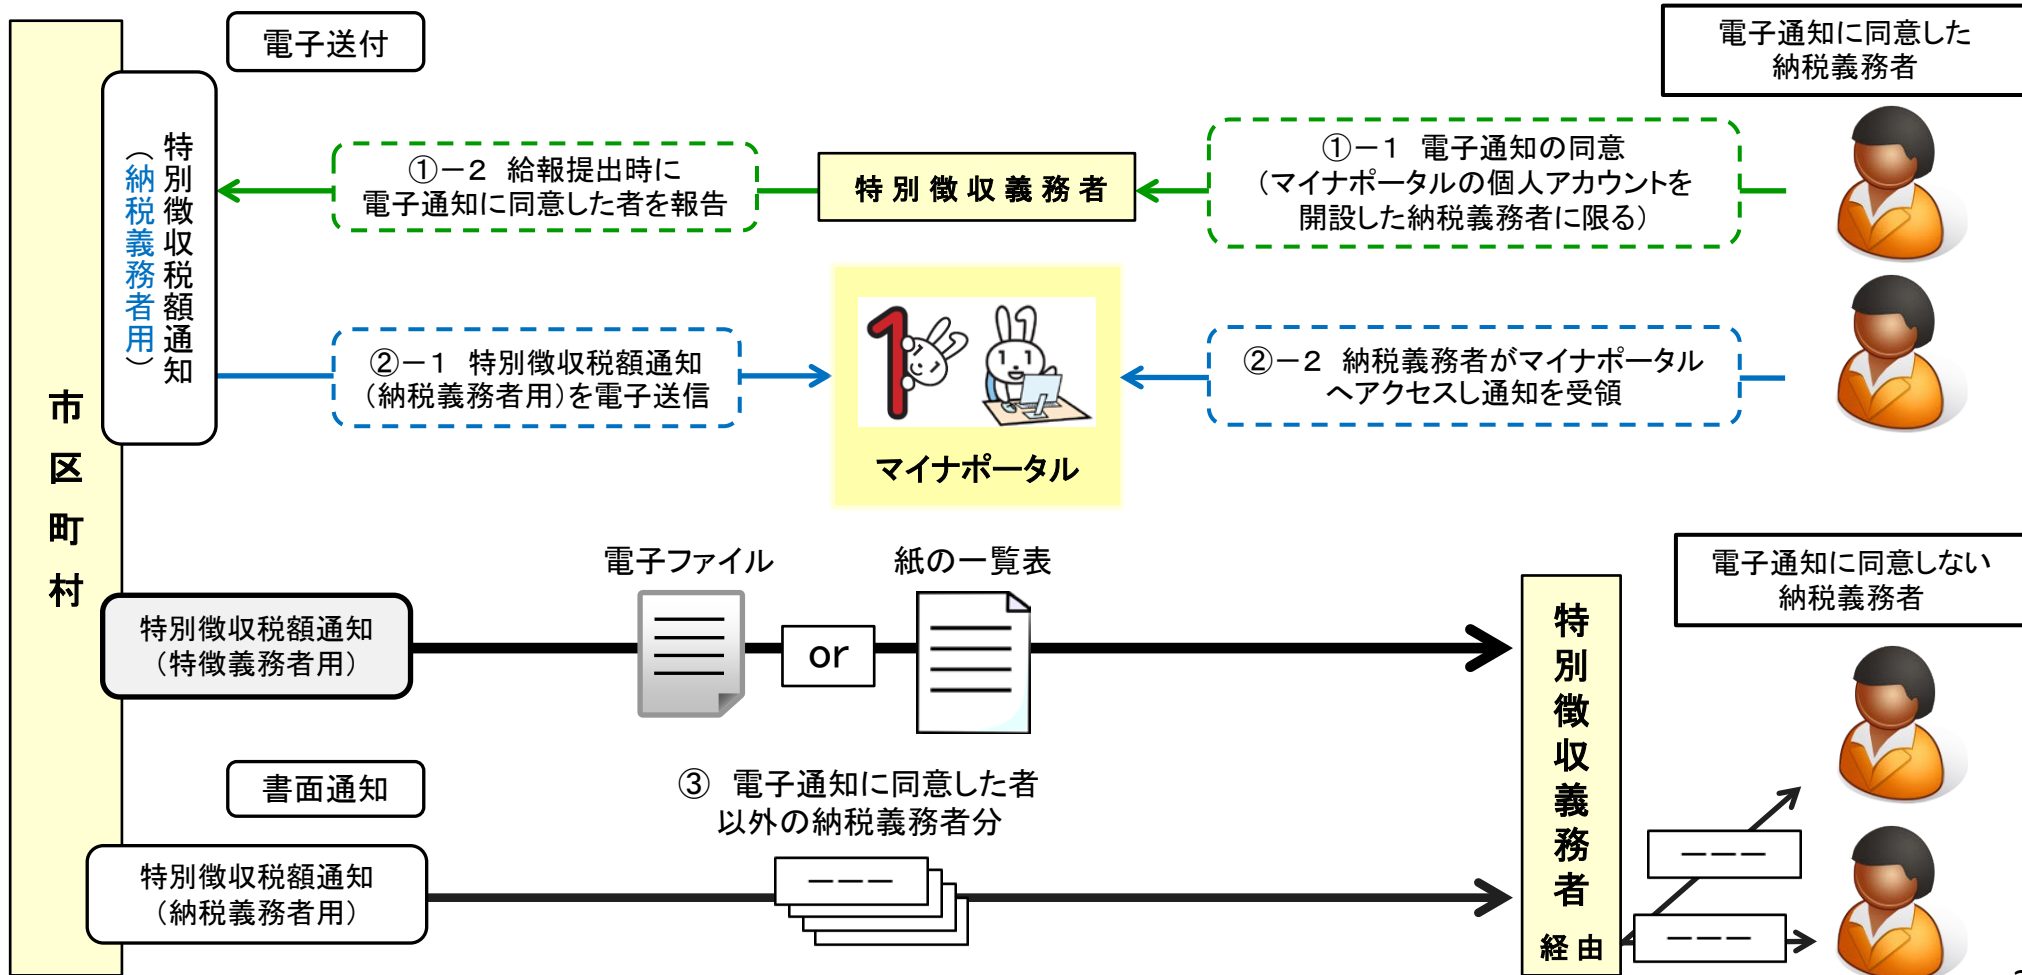 電子送付
電子通知に同意した
納税義務者
市区町村
特別徴収税額通知
（納税義務者用）
①－２ 給報提出時に
電子通知に同意した者を報告
特別徴収義務者
①－１ 電子通知の同意
（マイナポータルの個人アカウントを
開設した納税義務者に限る）
②－１ 特別徴収税額通知
（納税義務者用）を電子送信
マイナポータル
②－２ 納税義務者がマイナポータル
へアクセスし通知を受領
電子ファイル
紙の一覧表
電子通知に同意しない
納税義務者
特別徴収税額通知
（特徴義務者用）
or
特別徴収義務者
経由
書面通知
③ 電子通知に同意した者
以外の納税義務者分
特別徴収税額通知
（納税義務者用）
－－－
－－－
－－－